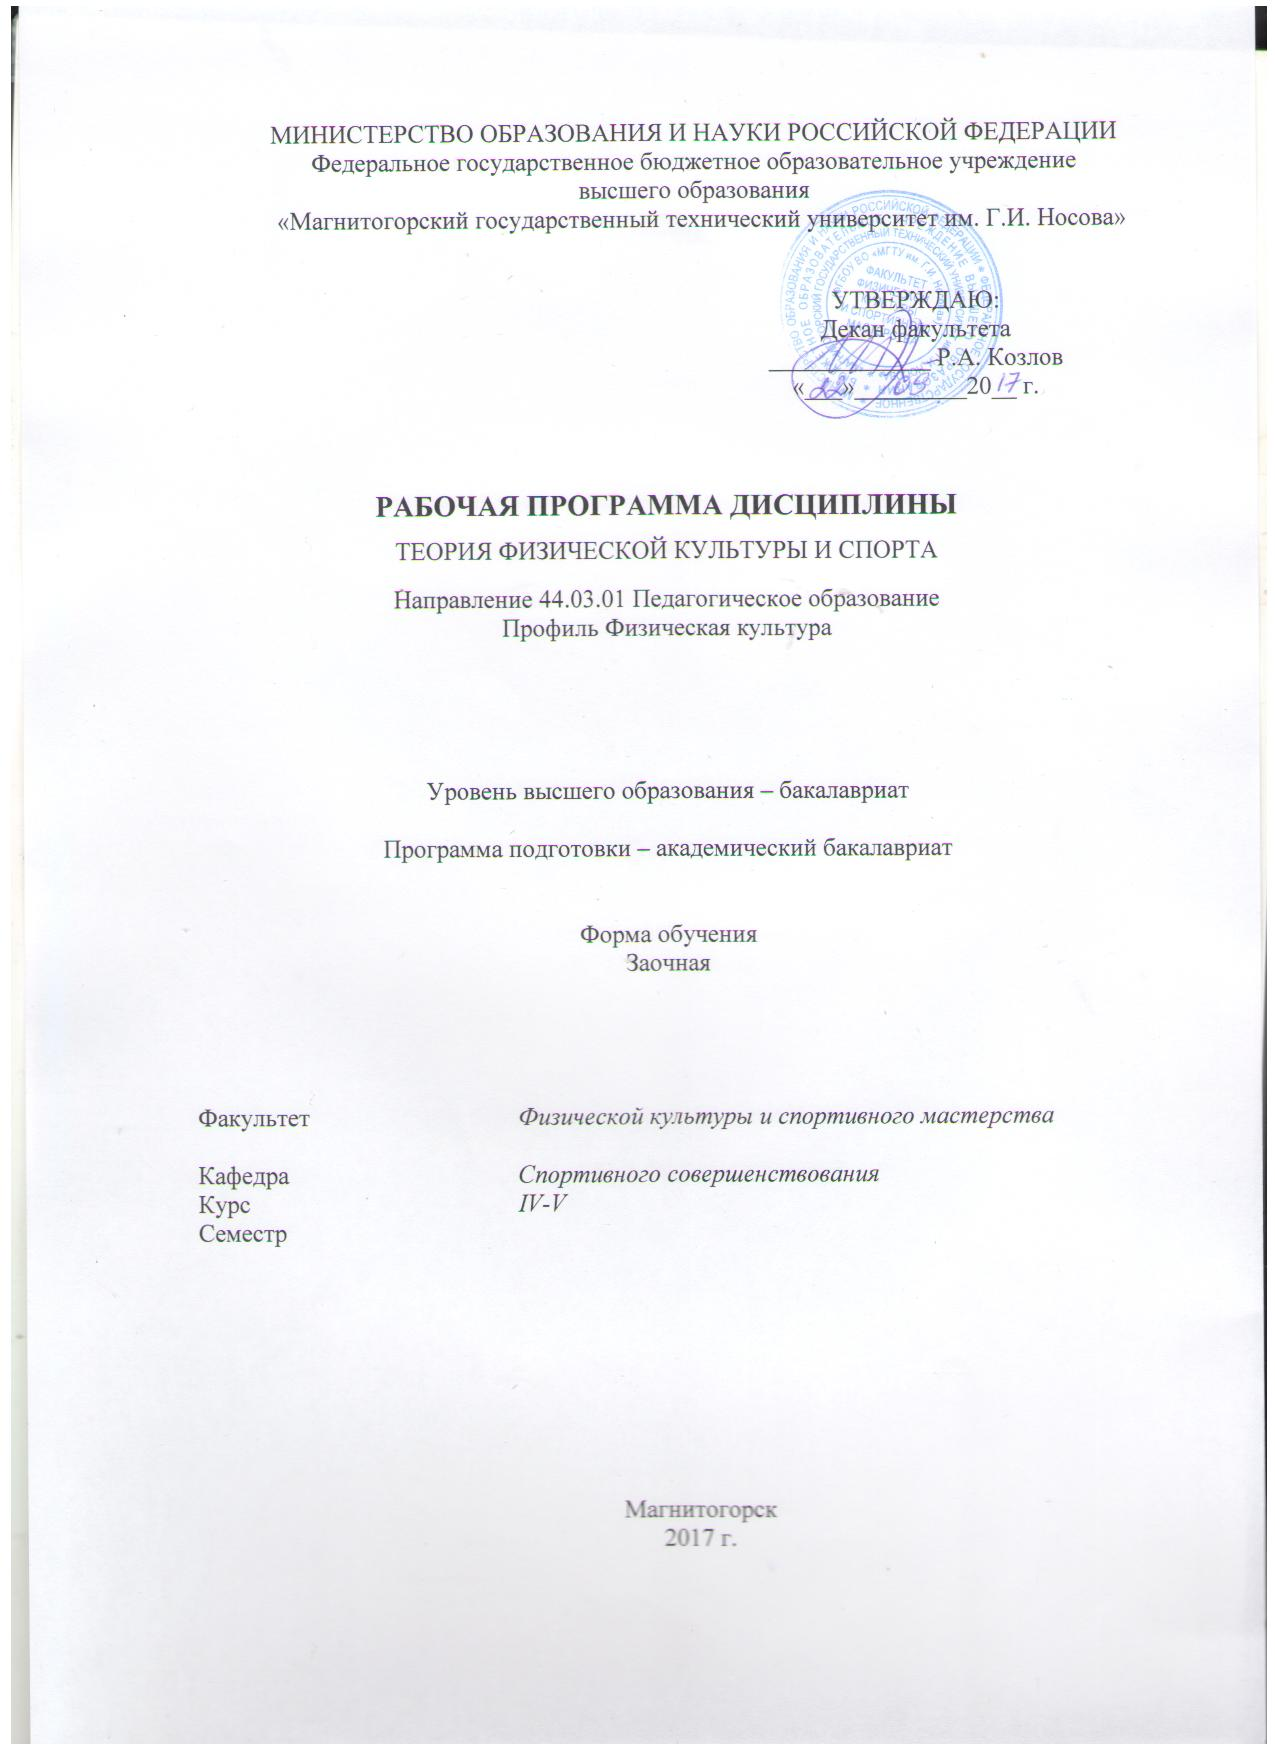 МИНИСТЕРСТВО ОБРАЗОВАНИЯ И НАУКИ РОССИЙСКОЙ ФЕДЕРАЦИИ
Федеральное государственное бюджетное образовательное учреждение
высшего образования
«Магнитогорский государственный технический университет им. Г.И. Носова»
УТВЕРЖДАЮ:
Декан факультета
Р.А. Козлов
«22» 2017 г.
РАБОЧАЯ ПРОГРАММА ДИСЦИПЛИНЫ
ТЕОРИЯ ФИЗИЧЕСКОЙ КУЛЬТУРЫ И СПОРТА
Направление 44.03.01 Педагогическое образование
Профиль Физическая культура
Уровень высшего образования – бакалавриат
Программа подготовки – академический бакалавриат
Форма обучения
Заочная
Факультет Физической культуры и спортивного мастерства
Кафедра Спортивного совершенствования
Курс IV-V
Семестр
Магнитогорск
2017 г.